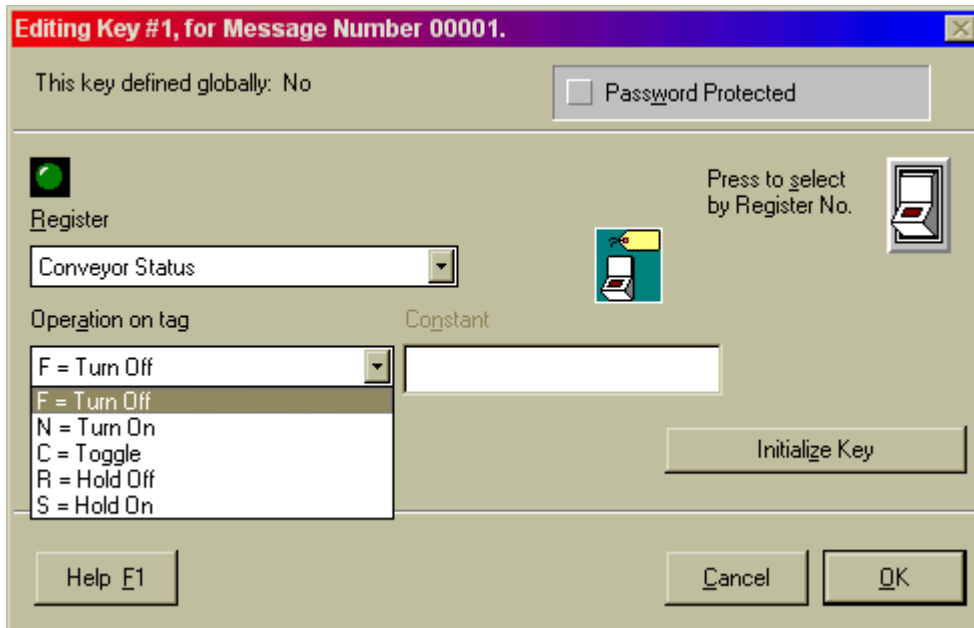 Editing Key #1, for Message Number 00001.
This key defined globally: No
Password Protected
Press to select
by Register No.
Register
Conveyor Status
Operation on tag
Constant
F = Turn Off
F = Turn Off
N = Turn On
C = Toggle
R = Hold Off
S = Hold On
Initialize Key
Help F1
Cancel
OK